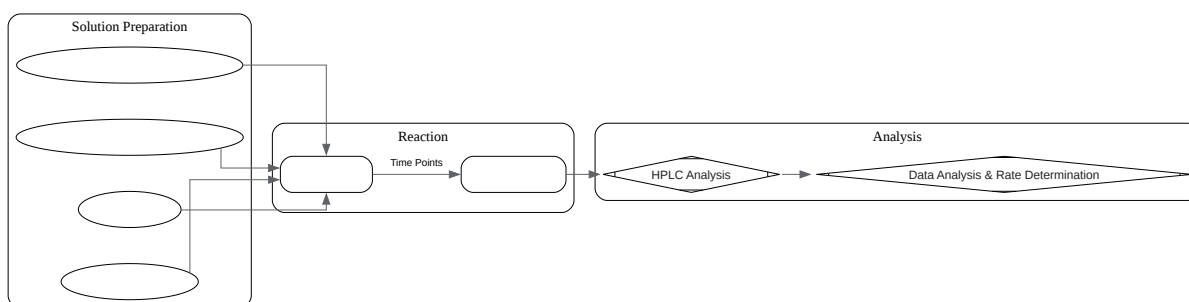 Solution Preparation
Reaction
Time Points
Analysis
HPLC Analysis
Data Analysis & Rate Determination